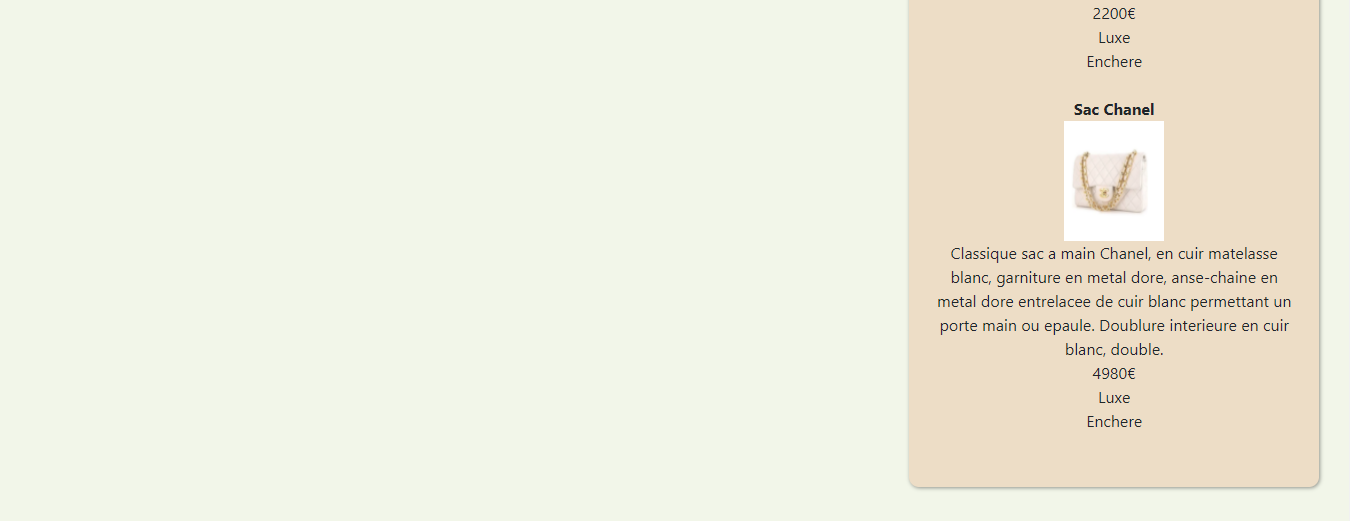 2200€
Luxe
Enchere
Sac Chanel
Classique sac a main Chanel, en cuir matelasse
blanc, garniture en metal dore, anse-chaine en
metal dore entrelacee de cuir blanc permettant un
porte main ou epaule. Doublure interieure en cuir
blanc, double.
4980€
Luxe
Enchere